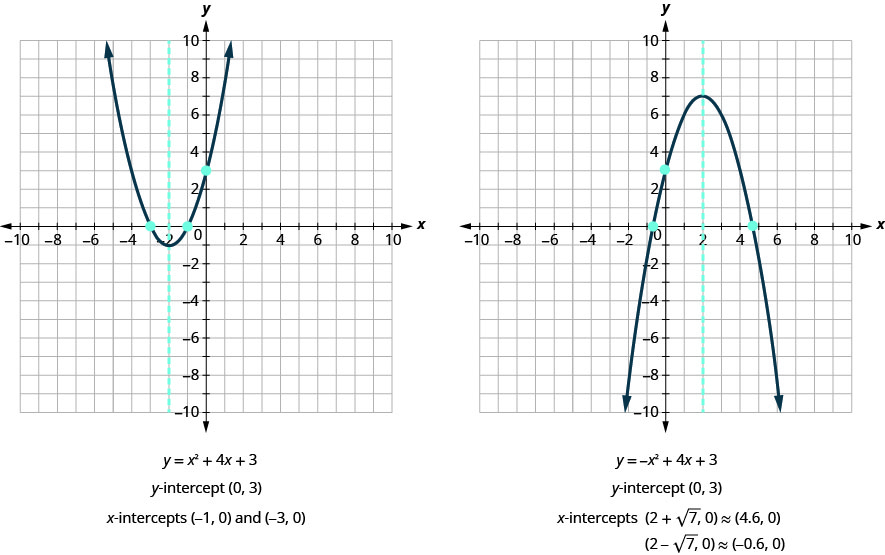 y y
10 10
8 8
6 6
4 4
2 2
x x
−10 −8 −6 −4 −2 0 2 4 6 8 10 −10 −8 −6 −4 −2 0 2 4 6 8 10
−2 −2
−4 −4
−6 −6
−8 −8
−10 −10
y = x² + 4x + 3
y-intercept (0, 3)
x-intercepts (−1, 0) and (−3, 0)
y = −x² + 4x + 3
y-intercept (0, 3)
x-intercepts (2 + √7, 0) ≈ (4.6, 0)
(2 − √7, 0) ≈ (−0.6, 0)